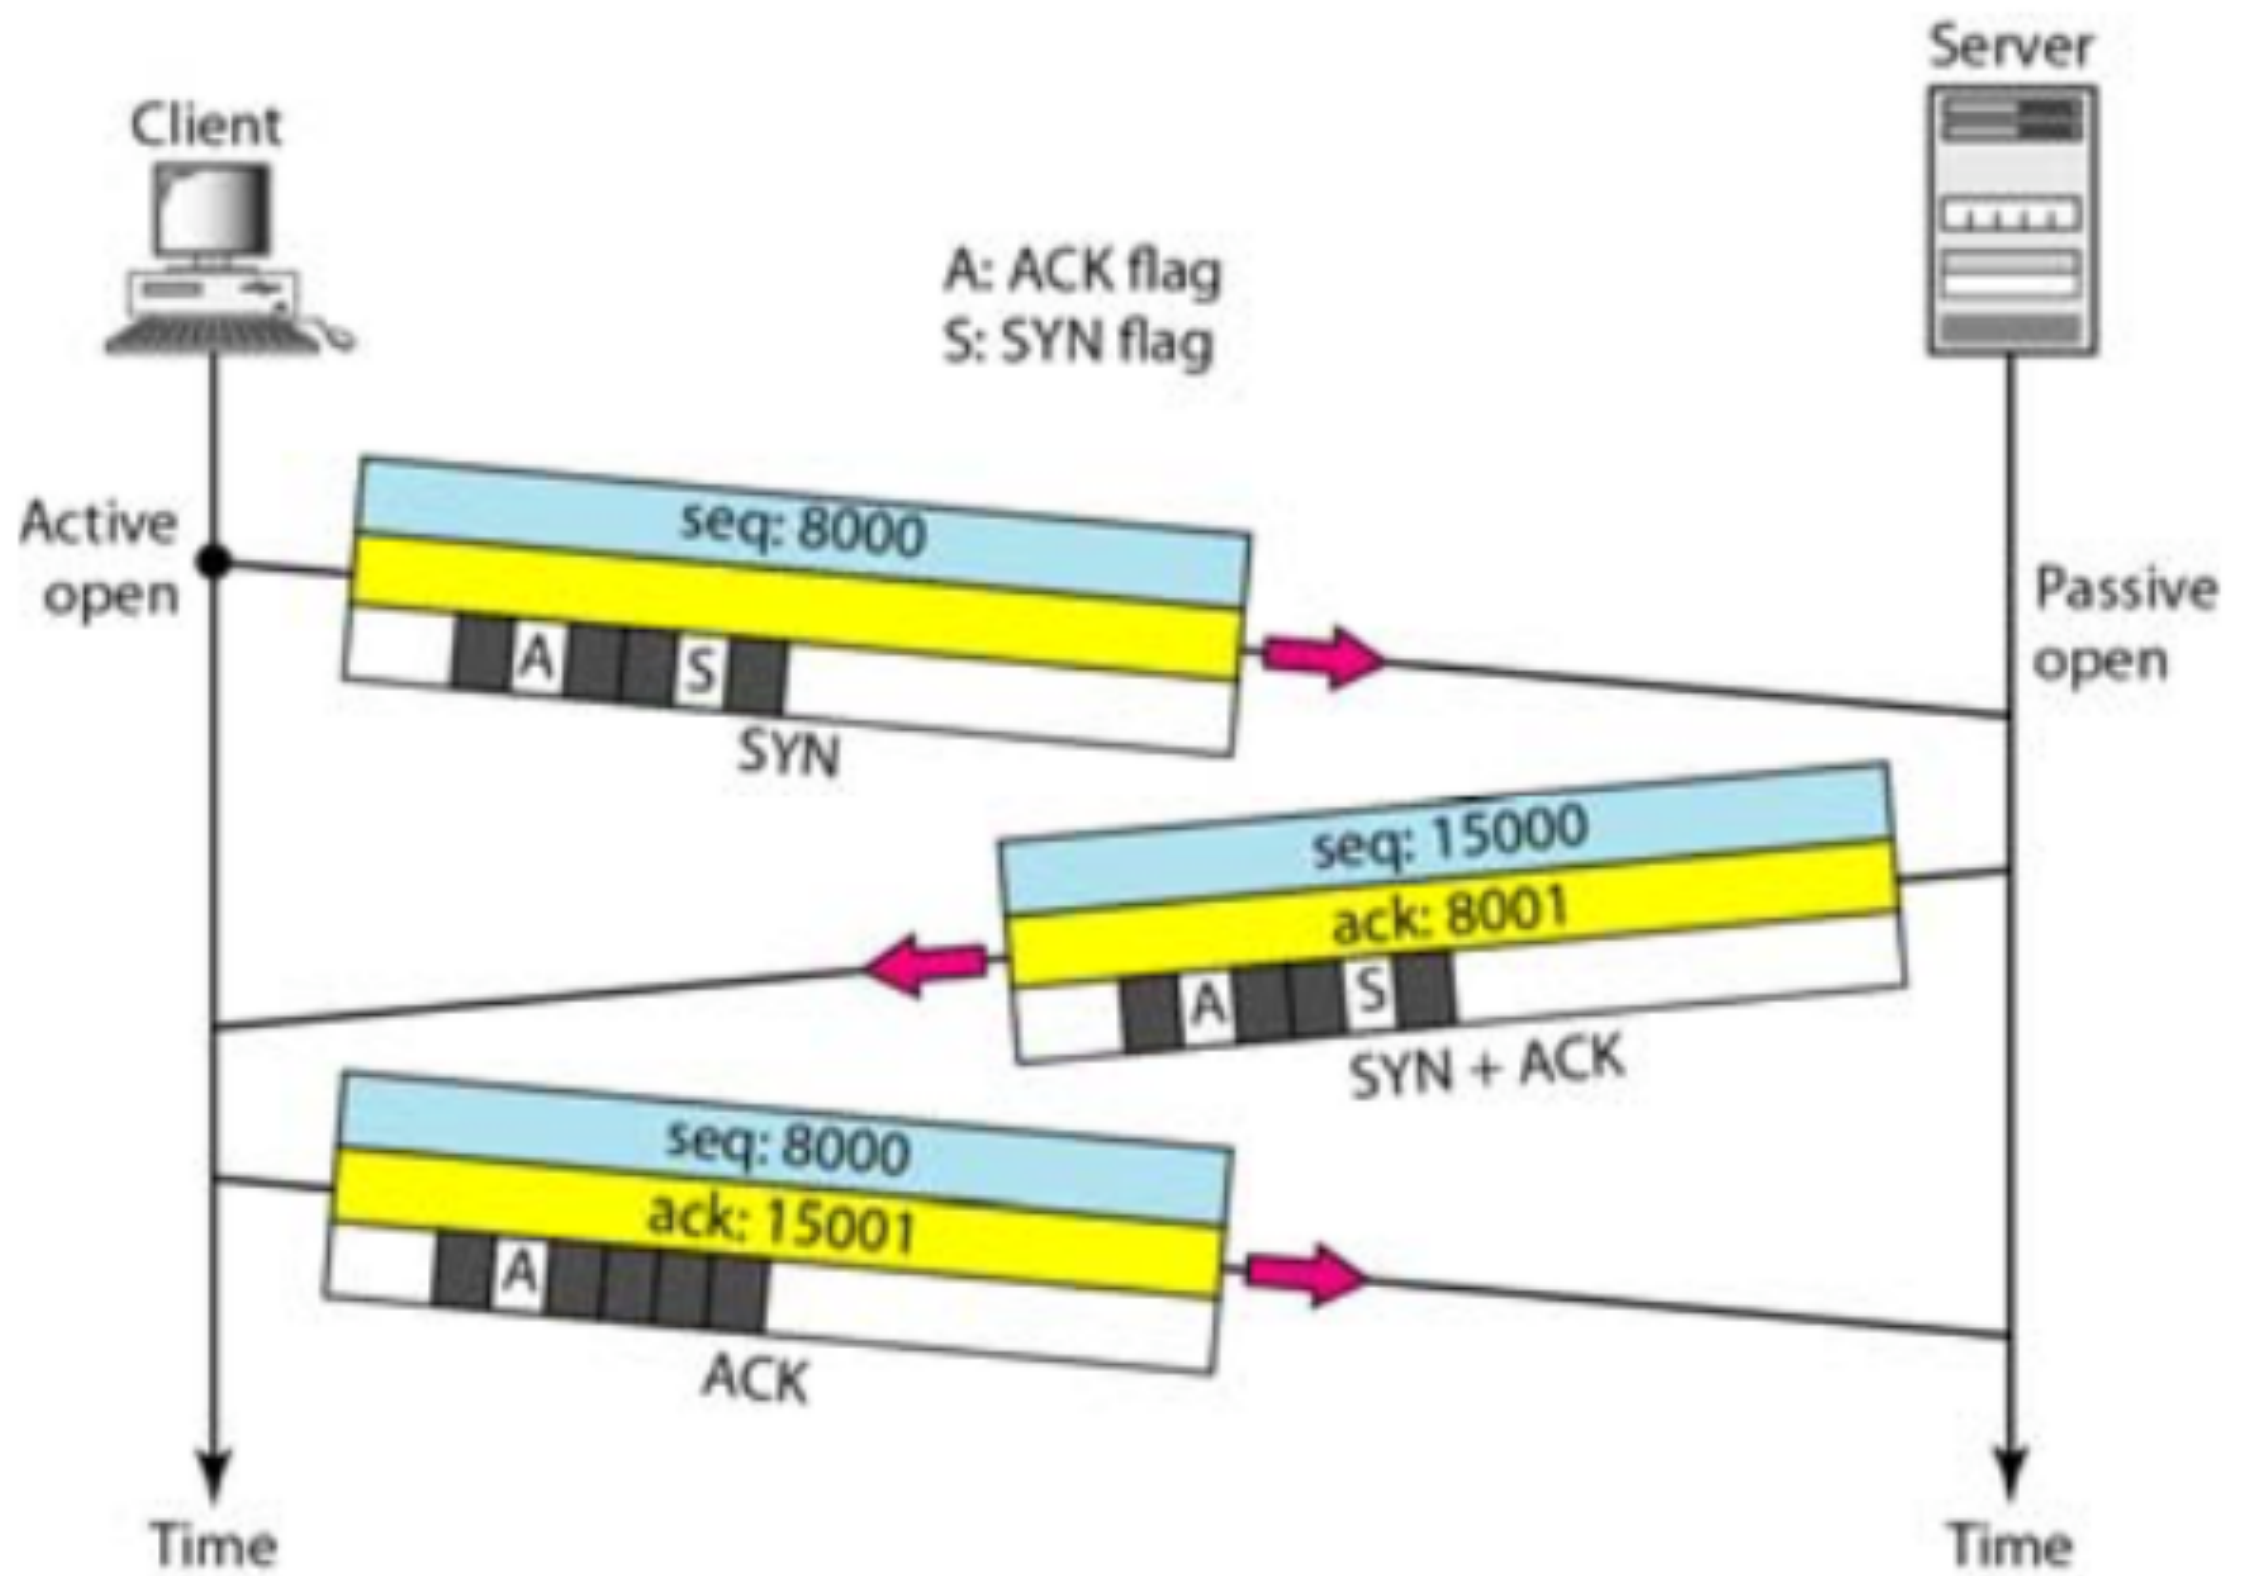 Server
Client
A: ACK flag
S: SYN flag
Active
open
seq: 8000
A
S
SYN
Passive
open
seq: 15000
ack: 8001
A
S
SYN + ACK
seq: 8000
ack: 15001
A
ACK
Time
Time